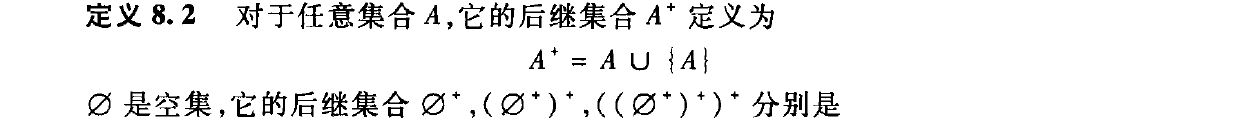 定义 8.2 对于任意集合 A,它的后继集合 A⁺ 定义为
A⁺ = A ∪ {A}
∅ 是空集,它的后继集合 ∅⁺,(∅⁺)⁺,((∅⁺)⁺)⁺ 分别是